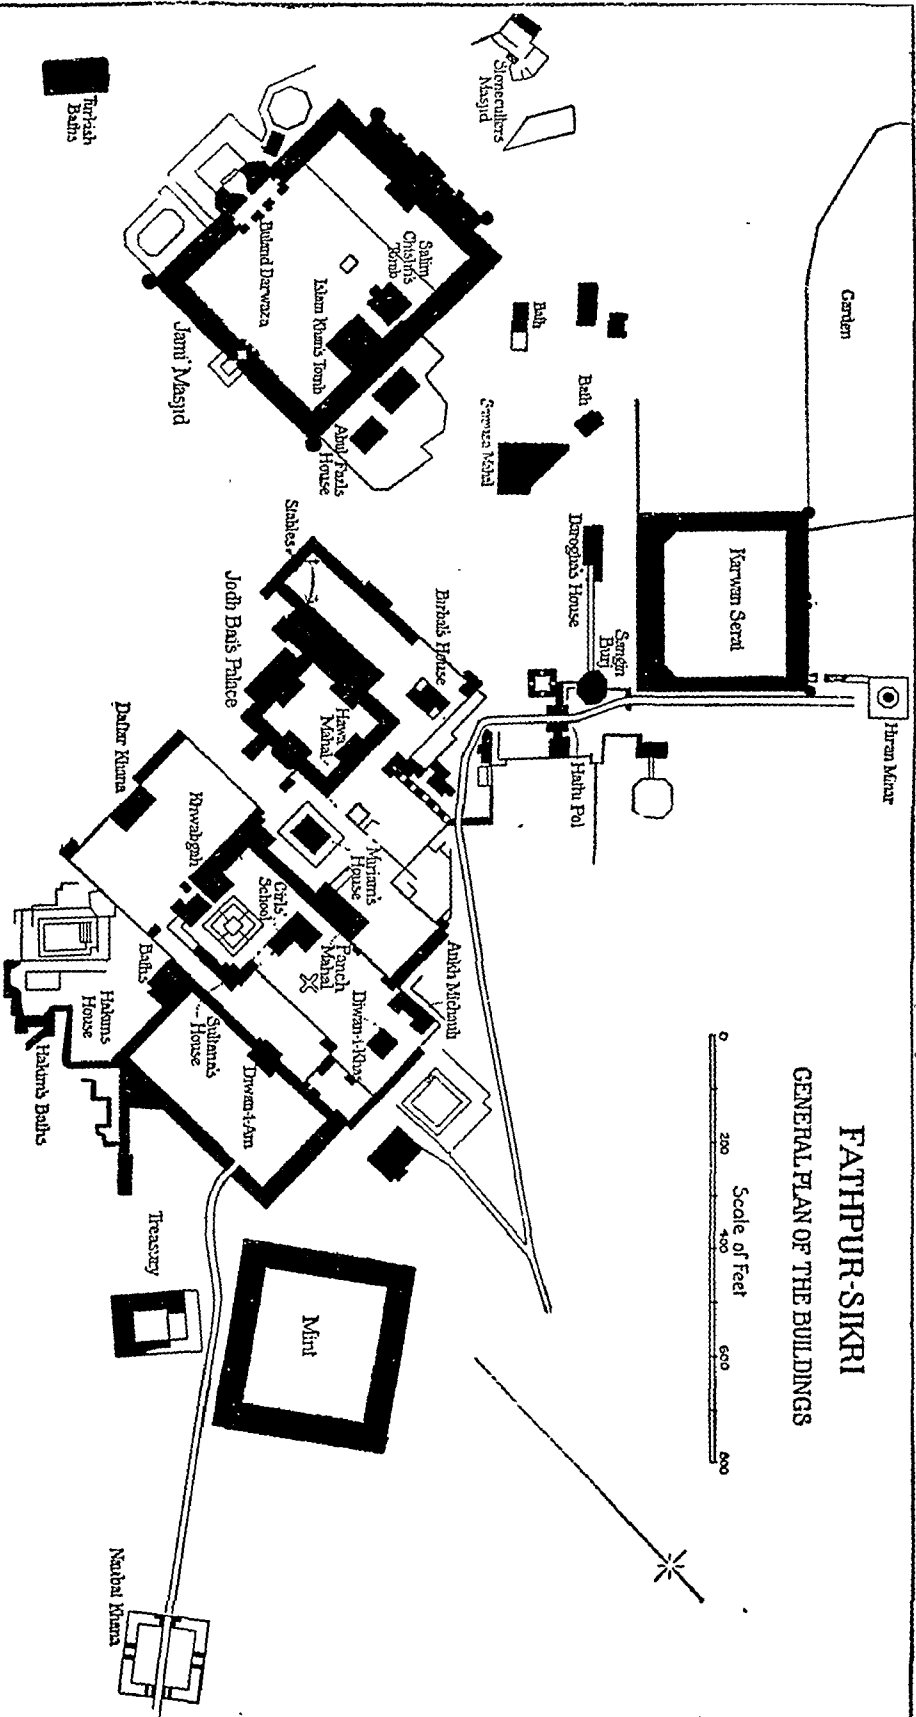 FATHPUR-SIKRI
GENERAL PLAN OF THE BUILDINGS
Scale of Feet
0 200 400 600 800
Garden
Hiran Minar
Karwan Serai
Stonecutters
Masjid
Bath
Bath
Darogha's House
Sangin
Burj
Hathi Pol
Turkish
Baths
Salim
Chishti's
Tomb
Islam Khan's Tomb
Buland Darwaza
Jami' Masjid
Abul Fazls
House
Stables
Jodh Bai's Palace
Birbal's House
Hawa
Mahal
Miriam's
House
Ankh Michauli
Daftar Khana
Khwabgah
Girls'
School
Panch
Mahal
Diwan-i-Khas
Baths
Sultana's
House
Diwan-i-Am
Hakims
House
Hakim's Baths
Treasury
Mint
Naubat Khana